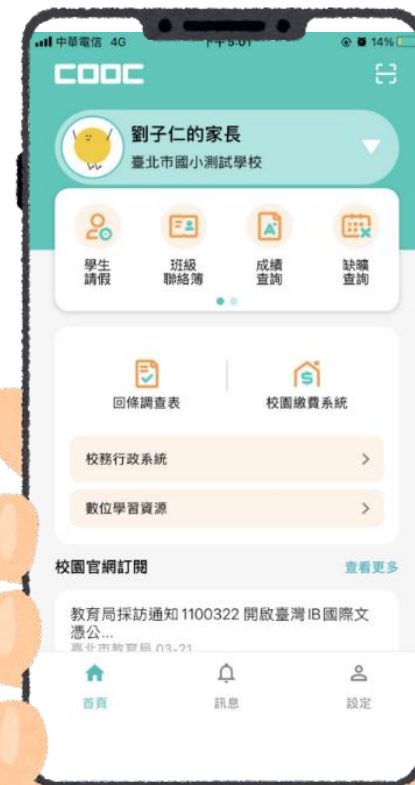 中華電信 4G 下午5:01 14%
COOC
劉子仁的家長
臺北市國小測試學校
學生
請假
班級
聯絡簿
成績
查詢
缺曠
查詢
回條調查表
校園繳費系統
校務行政系統
數位學習資源
校園官網訂閱 查看更多
教育局採訪通知 1100322 開啟臺灣IB國際文
憑公...
臺北市教育局 03-21
首頁 訊息 設定